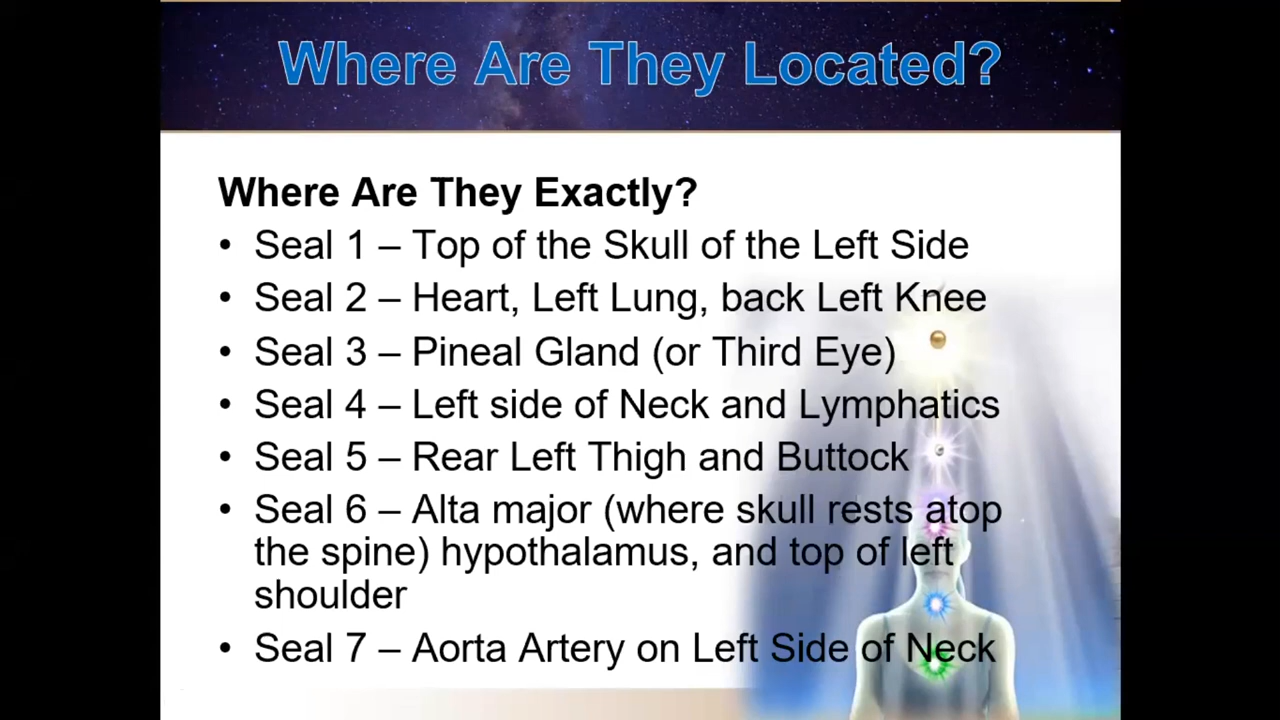 Where Are They Located?
Where Are They Exactly?
• Seal 1 – Top of the Skull of the Left Side
• Seal 2 – Heart, Left Lung, back Left Knee
• Seal 3 – Pineal Gland (or Third Eye)
• Seal 4 – Left side of Neck and Lymphatics
• Seal 5 – Rear Left Thigh and Buttock
• Seal 6 – Alta major (where skull rests atop
the spine) hypothalamus, and top of left
shoulder
• Seal 7 – Aorta Artery on Left Side of Neck